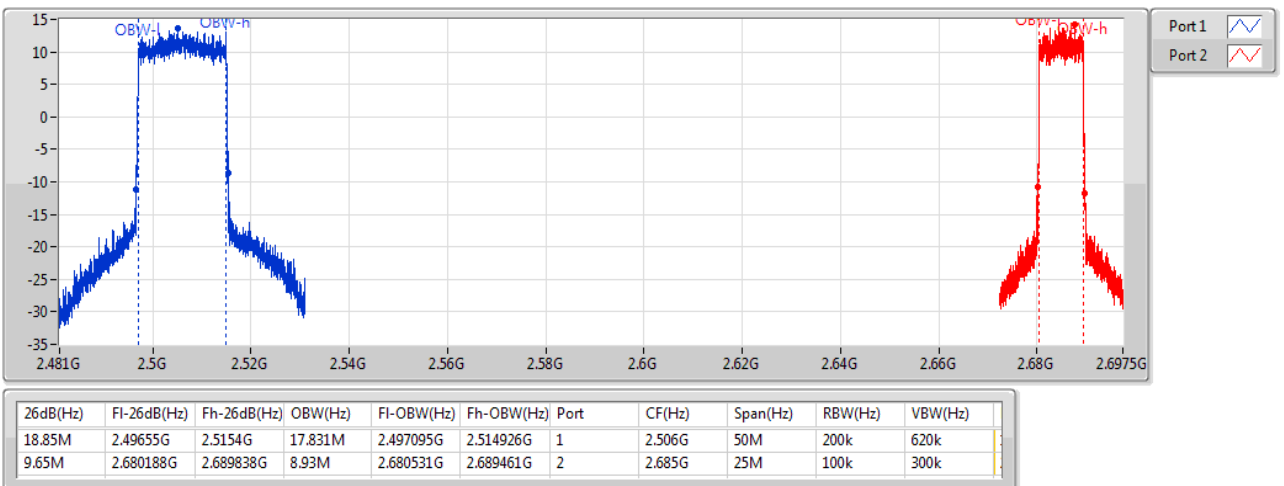 15
OBW-l
OBW-h
OBW-l
OBW-h
10
5
0
-5
-10
-15
-20
-25
-30
-35
2.481G 2.5G 2.52G 2.54G 2.56G 2.58G 2.6G 2.62G 2.64G 2.66G 2.68G 2.6975G
Port 1
Port 2
26dB(Hz) Fl-26dB(Hz) Fh-26dB(Hz) OBW(Hz) Fl-OBW(Hz) Fh-OBW(Hz) Port CF(Hz) Span(Hz) RBW(Hz) VBW(Hz)
18.85M 2.49655G 2.5154G 17.831M 2.497095G 2.514926G 1 2.506G 50M 200k 620k
9.65M 2.680188G 2.689838G 8.93M 2.680531G 2.689461G 2 2.685G 25M 100k 300k